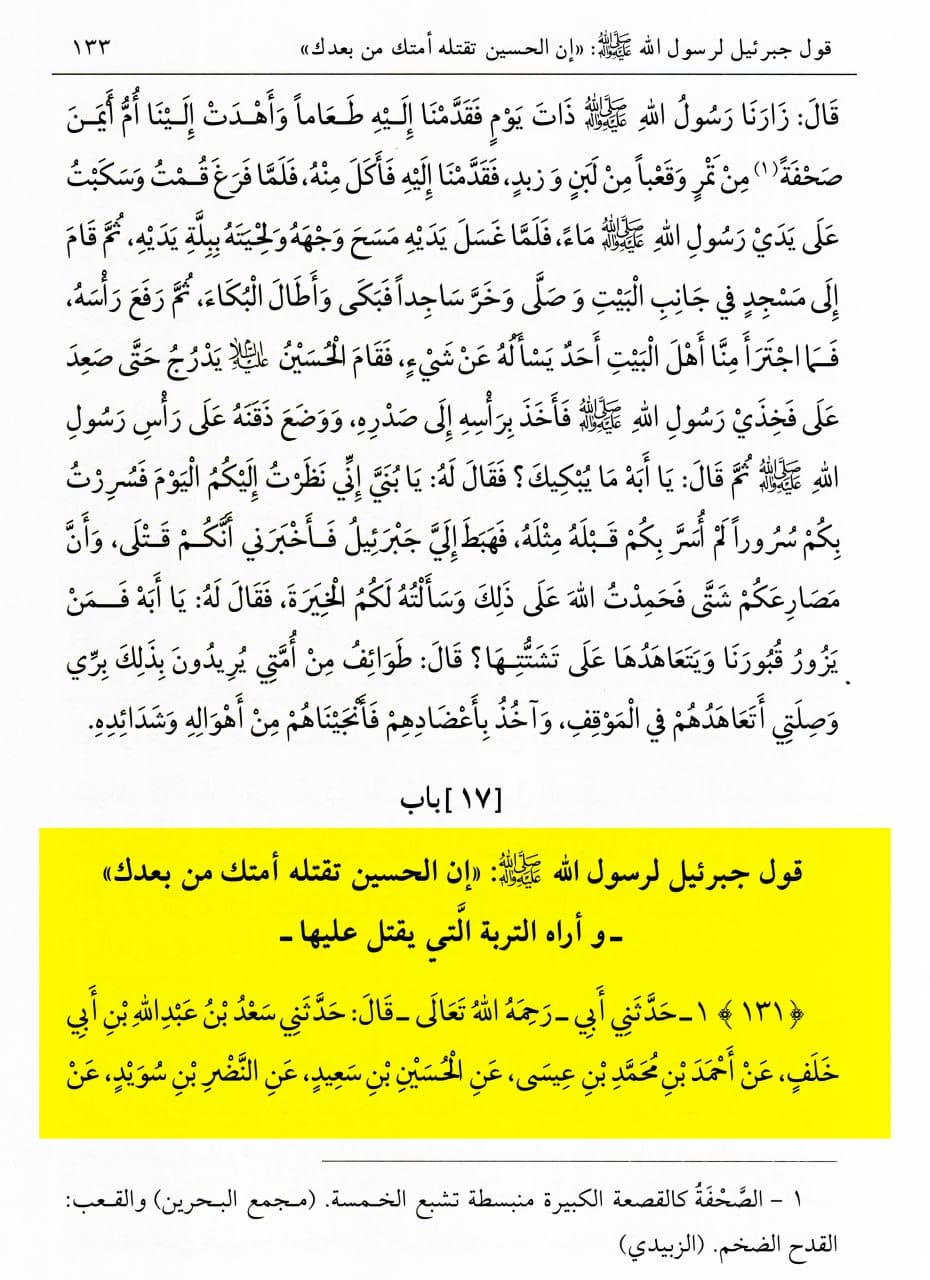 قول جبرئيل لرسول الله ﷺ: «إن الحسين تقتله أمتك من بعدك» ١٣٣
قَالَ: زَارَنَا رَسُولُ اللهِ ﷺ ذَاتَ يَوْمٍ فَقَدَّمْنَا إِلَيْهِ طَعَاماً وَأَهْدَتْ إِلَيْنَا أُمُّ أَيْمَنَ
صَحْفَةً(١) مِنْ تَمْرٍ وَقَعْباً مِنْ لَبَنٍ وَ زبدٍ، فَقَدَّمْنَا إِلَيْهِ فَأَكَلَ مِنْهُ، فَلَمَّا فَرَغَ قُمْتُ وَسَكَبْتُ
عَلَى يَدَيْ رَسُولِ اللهِ ﷺ مَاءً، فَلَمَّا غَسَلَ يَدَيْهِ مَسَحَ وَجْهَهُ وَلِحْيَتَهُ بِبِلَّةِ يَدَيْهِ، ثُمَّ قَامَ
إِلَى مَسْجِدٍ في جَانِبِ الْبَيْتِ وَ صَلَّى وَخَرَّ سَاجِداً فَبَكَى وَأَطَالَ الْبُكَاءَ، ثُمَّ رَفَعَ رَأْسَهُ،
فَمَا اجْتَرَأَ مِنَّا أَهْلَ الْبَيْتِ أَحَدٌ يَسْأَلُهُ عَنْ شَيْءٍ، فَقَامَ الْحُسَيْنُ عليه السلام يَدْرُجُ حَتَّى صَعِدَ
عَلَى فَخِذَيْ رَسُولِ اللهِ ﷺ فَأَخَذَ بِرَأْسِهِ إِلَى صَدْرِهِ، وَوَضَعَ ذَقَنَهُ عَلَى رَأْسِ رَسُولِ
اللهِ ﷺ ثُمَّ قَالَ: يَا أَبَهْ مَا يُبْكِيكَ؟ فَقَالَ لَهُ: يَا بُنَيَّ إِنِّي نَظَرْتُ إِلَيْكُمُ الْيَوْمَ فَسُرِرْتُ
بِكُمْ سُرُوراً لَمْ أُسَرَّ بِكُمْ قَبْلَهُ مِثْلَهُ، فَهَبَطَ إِلَيَّ جَبْرَئِيلُ فَأَخْبَرَني أَنَّكُمْ قَتْلَى، وَأَنَّ
مَصَارِعَكُمْ شَتَّى فَحَمِدْتُ اللهَ عَلَى ذَلِكَ وَسَأَلْتُهُ لَكُمُ الْخِيَرَةَ، فَقَالَ لَهُ: يَا أَبَهْ فَمَنْ
يَزُورُ قُبُورَنَا وَيَتَعَاهَدُهَا عَلَى تَشَتُّتِهَا؟ قَالَ: طَوَائِفُ مِنْ أُمَّتِي يُرِيدُونَ بِذَلِكَ بِرِّي
وَصِلَتِي أَتَعَاهَدُهُمْ في الْمَوْقِفِ، وَآخُذُ بِأَعْضَادِهِمْ فَأَنْجَيْنَاهُمْ مِنْ أَهْوَالِهِ وَشَدَائِدِهِ.
[١٧] باب
قول جبرئيل لرسول الله ﷺ: «إن الحسين تقتله أمتك من بعدك»
ـ و أراه التربة الَّتي يقتل عليها ـ
﴿١٣١﴾ ١ـ حَدَّثَنِي أَبِي ـ رَحِمَهُ اللهُ تَعَالَى ـ قَالَ: حَدَّثَنِي سَعْدُ بْنُ عَبْدِاللهِ بْنِ أَبِي
خَلَفٍ، عَنْ أَحْمَدَ بْنِ مُحَمَّدِ بْنِ عِيسَى، عَنِ الْحُسَيْنِ بْنِ سَعِيدٍ، عَنِ النَّضْرِ بْنِ سُوَيْدٍ، عَنْ
١ - الصَّحْفَةُ كالقصعة الكبيرة منبسطة تشبع الخمسة. (مجمع البحرين) والقعب:
القدح الضخم. (الزبيدي)